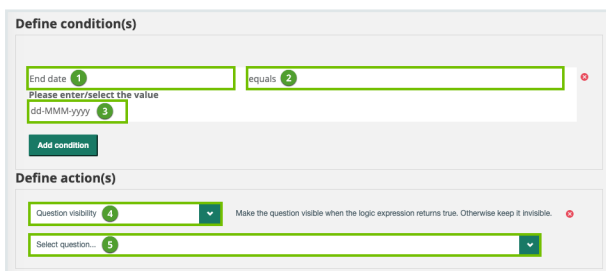 Define condition(s)
End date 1 equals 2
Please enter/select the value
dd-MMM-yyyy 3
Add condition
Define action(s)
Question visibility 4 Make the question visible when the logic expression returns true. Otherwise keep it invisible.
Select question... 5